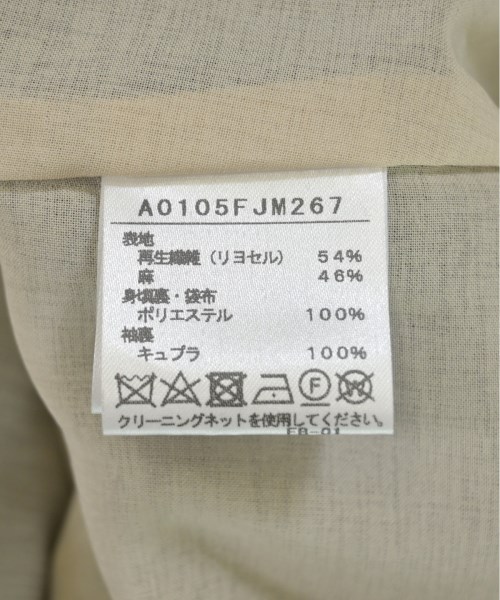 A0105FJM267
表地
再生繊維（リヨセル） 54%
麻 46%
身頃裏・袋布
ポリエステル 100%
袖裏
キュプラ 100%
F
W
クリーニングネットを使用してください。